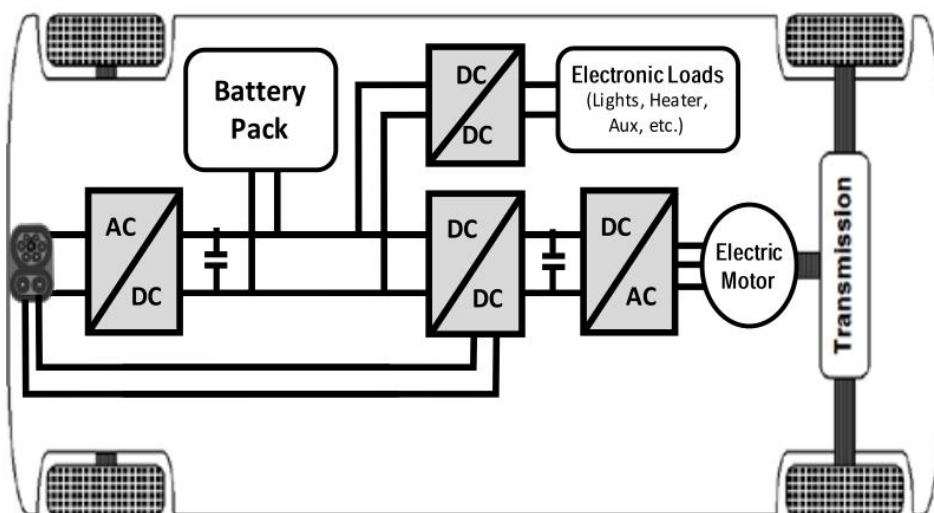 Battery
Pack
DC
DC
Electronic Loads
(Lights, Heater,
Aux, etc.)
AC
DC
DC
DC
DC
AC
Electric
Motor
Transmission